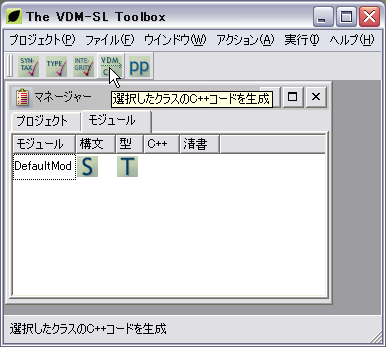 The VDM-SL Toolbox
プロジェクト(P) ファイル(F) ウインドウ(W) アクション(A) 実行(I) ヘルプ(H)
SYN-TAX TYPE INTE-GRITY VDM C pp
マネージャー
選択したクラスのC++コードを生成
プロジェクト モジュール
モジュール 構文 型 C++ 清書
DefaultMod S T
選択したクラスのC++コードを生成